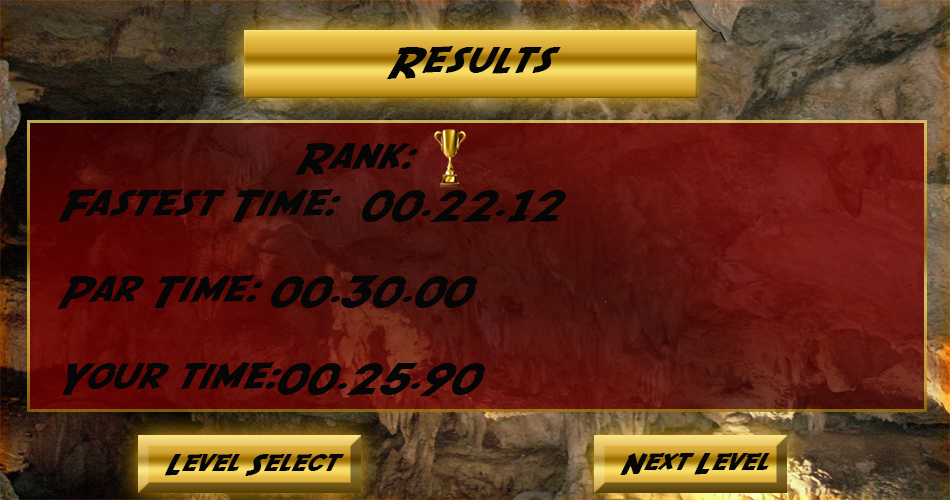 Results
Rank:
Fastest Time: 00.22.12
Par Time: 00.30.00
Your time:00.25.90
Level Select
Next Level